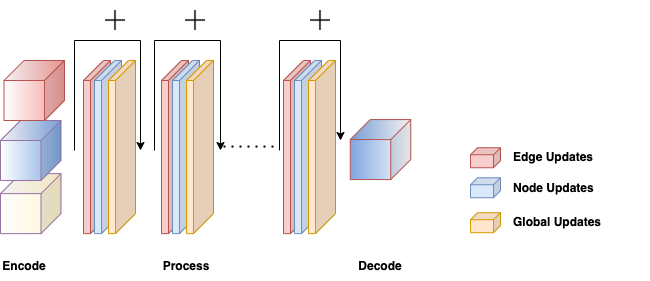 Edge Updates
Node Updates
Global Updates
Encode
Process
Decode